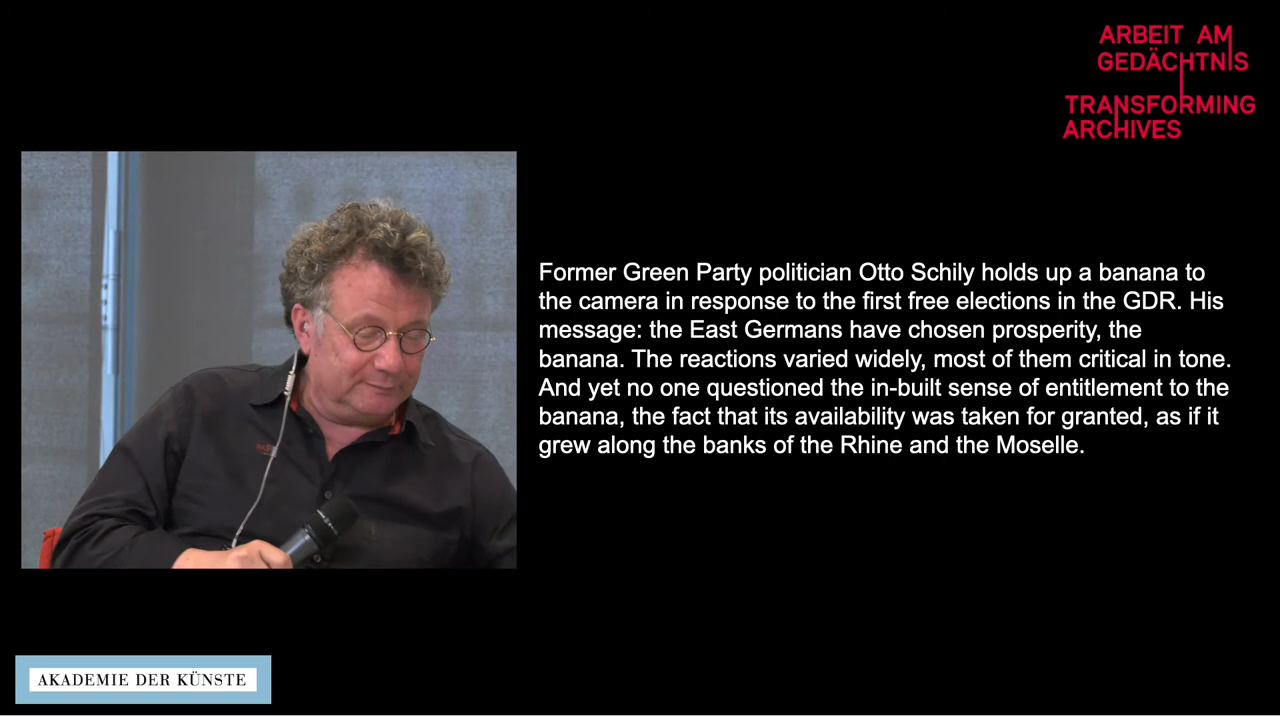 ARBEIT AM
GEDÄCHTNIS
TRANSFORMING
ARCHIVES
Former Green Party politician Otto Schily holds up a banana to
the camera in response to the first free elections in the GDR. His
message: the East Germans have chosen prosperity, the
banana. The reactions varied widely, most of them critical in tone.
And yet no one questioned the in-built sense of entitlement to the
banana, the fact that its availability was taken for granted, as if it
grew along the banks of the Rhine and the Moselle.
AKADEMIE DER KÜNSTE